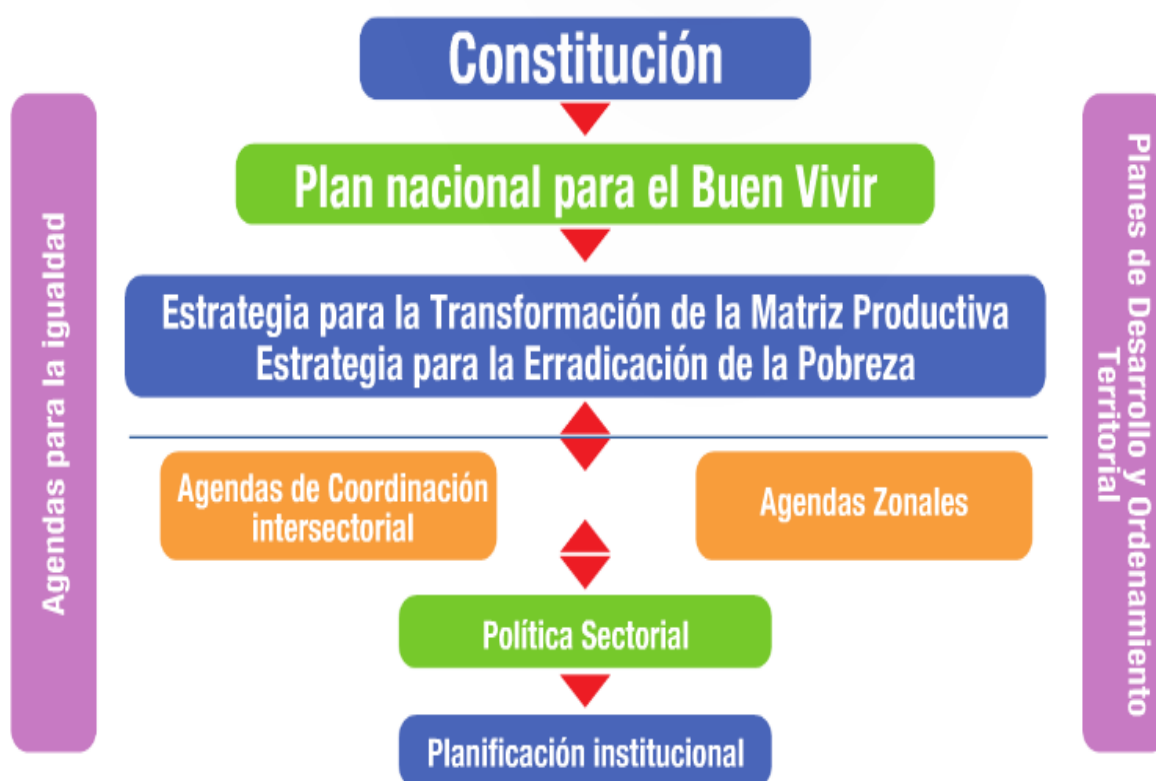 Constitución
Plan nacional para el Buen Vivir
Estrategia para la Transformación de la Matriz Productiva
Estrategia para la Erradicación de la Pobreza
Agendas de Coordinación
intersectorial
Agendas Zonales
Política Sectorial
Planificación institucional
Agendas para la igualdad
Planes de Desarrollo y Ordenamiento
Territorial